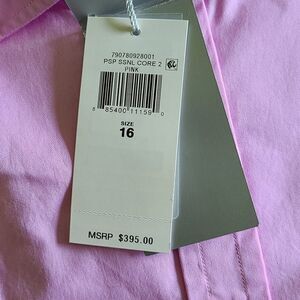 790780928001
PSP SSNL CORE 2
PINK
8 85400 11159 0
SIZE
16
MSRP $395.00